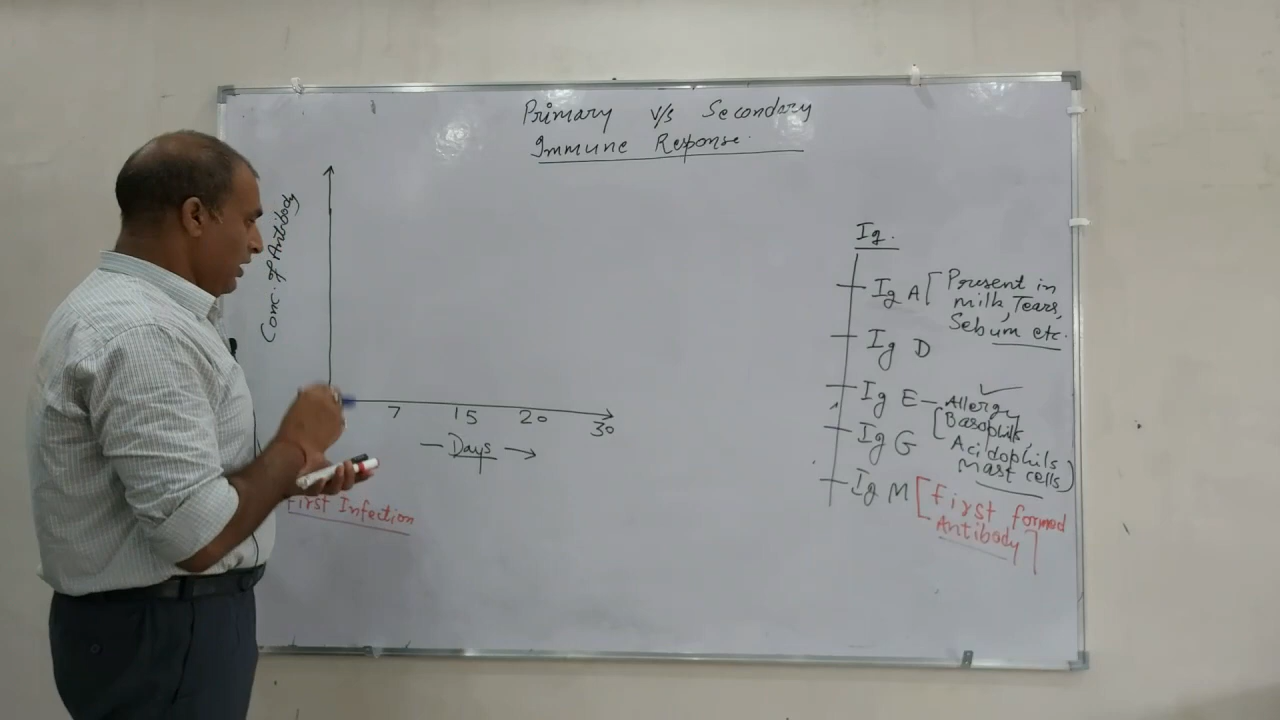 Primary v/s Secondary
Immune Response.
Conc. of Antibody
7 15 20 30
Days
First Infection
Ig.
Ig A [ Present in
milk, Tears,
Sebum etc.
Ig D
Ig E - Allergy
[ Basophils,
Acidophils
Mast cells )
Ig G
Ig M [ First formed
Antibody ]